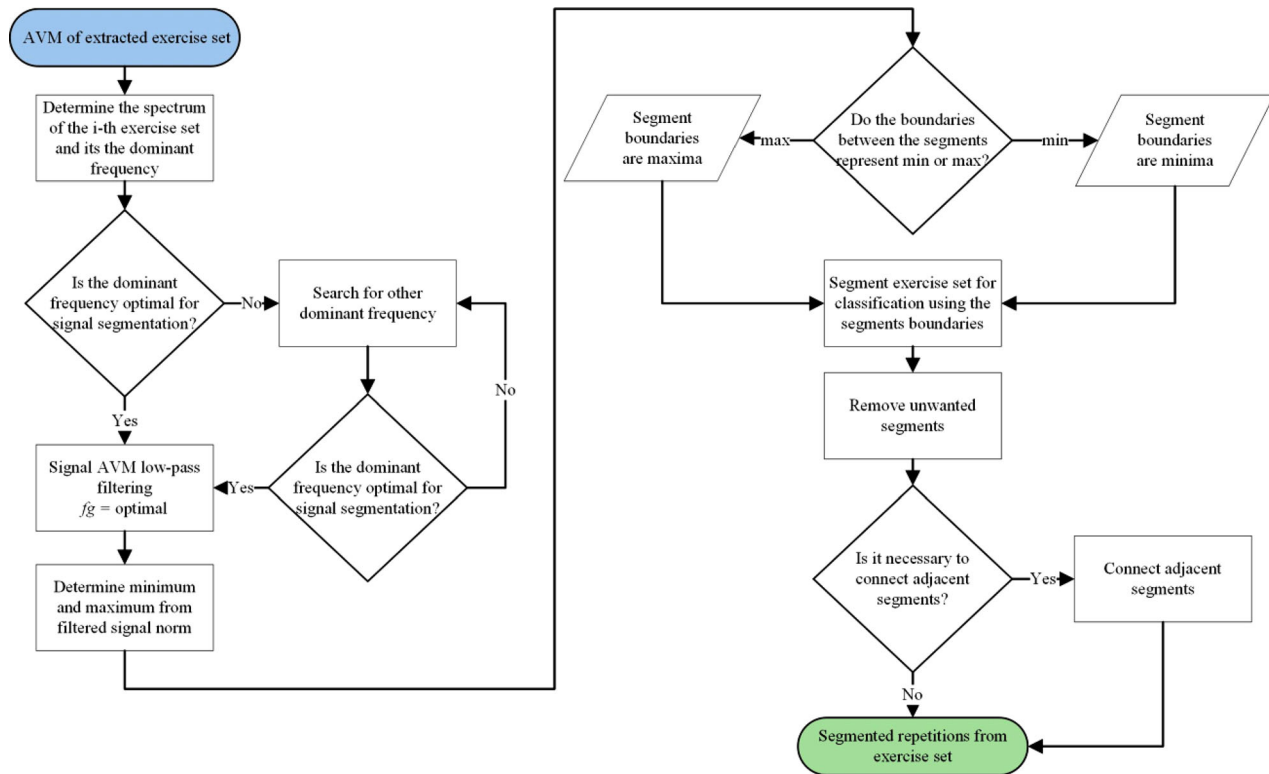 AVM of extracted exercise set
Determine the spectrum
of the i-th exercise set
and its the dominant
frequency
Is the dominant
frequency optimal for
signal segmentation?
No
Search for other
dominant frequency
No
Yes
Signal AVM low-pass
filtering
fg = optimal
Yes
Is the dominant
frequency optimal for
signal segmentation?
Determine minimum
and maximum from
filtered signal norm
Do the boundaries
between the segments
represent min or max?
max
Segment
boundaries
are maxima
min
Segment
boundaries
are minima
Segment exercise set for
classification using the
segments boundaries
Remove unwanted
segments
Is it necessary to
connect adjacent
segments?
Yes
Connect adjacent
segments
No
Segmented repetitions from
exercise set